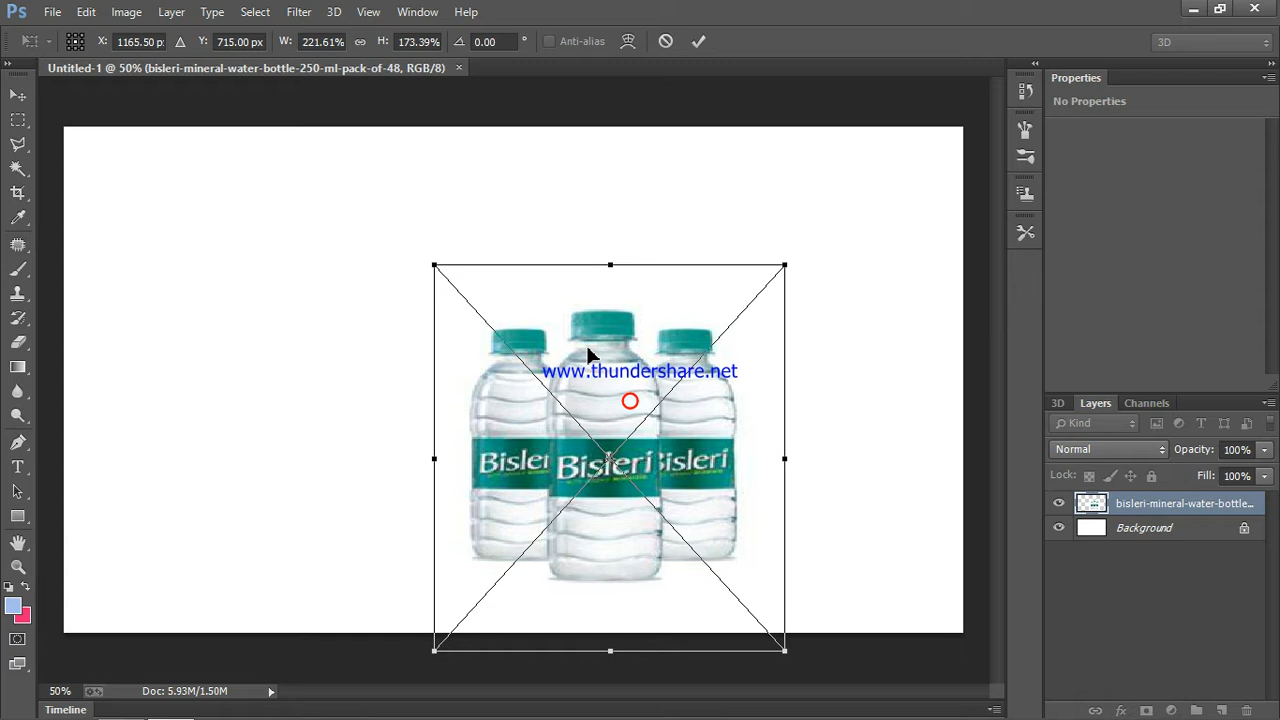 Ps File Edit Image Layer Type Select Filter 3D View Window Help
X: 1165.50 p: Y: 715.00 px W: 221.61% H: 173.39% 0.00 ° Anti-alias 3D
Untitled-1 @ 50% (bisleri-mineral-water-bottle-250-ml-pack-of-48, RGB/8) ×
Properties
No Properties
www.thundershare.net
Bisleri Bisleri Bisleri
3D Layers Channels
Kind
Normal Opacity: 100%
Lock: Fill: 100%
bisleri-mineral-water-bottle...
Background
50% Doc: 5.93M/1.50M
Timeline
fx